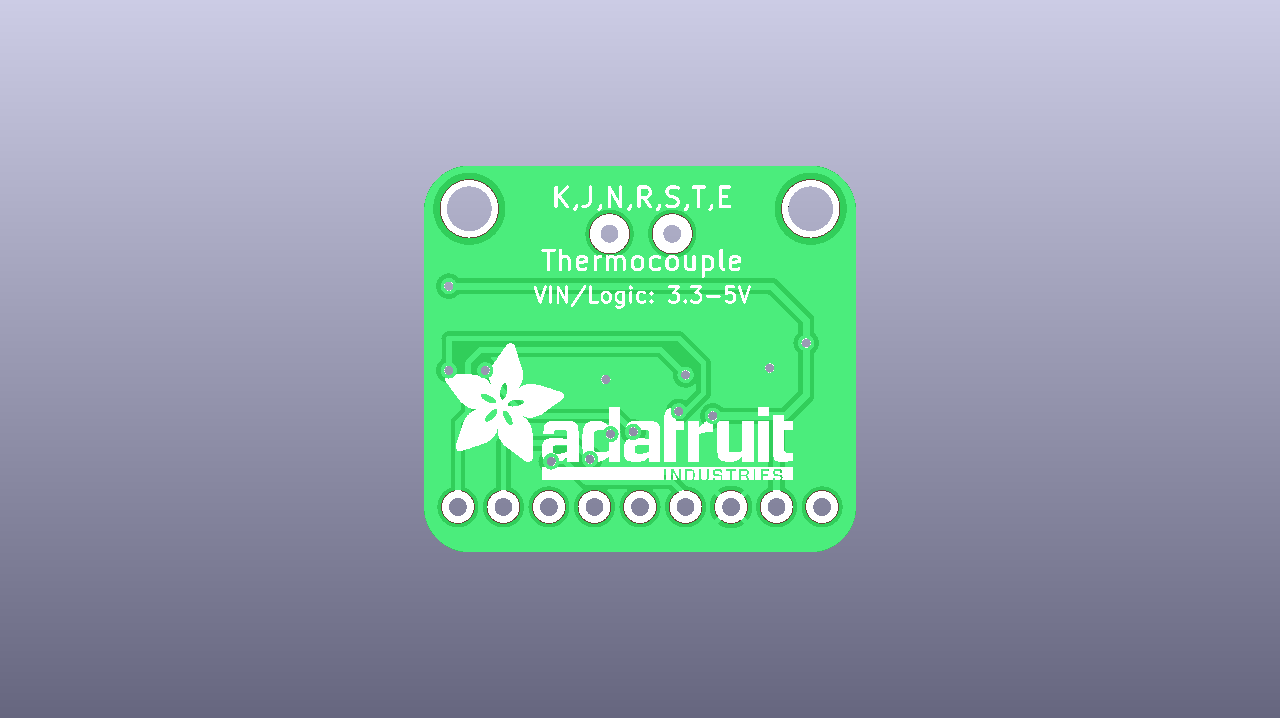 K,J,N,R,S,T,E
Thermocouple
VIN/Logic: 3.3-5V
adafruit
INDUSTRIES